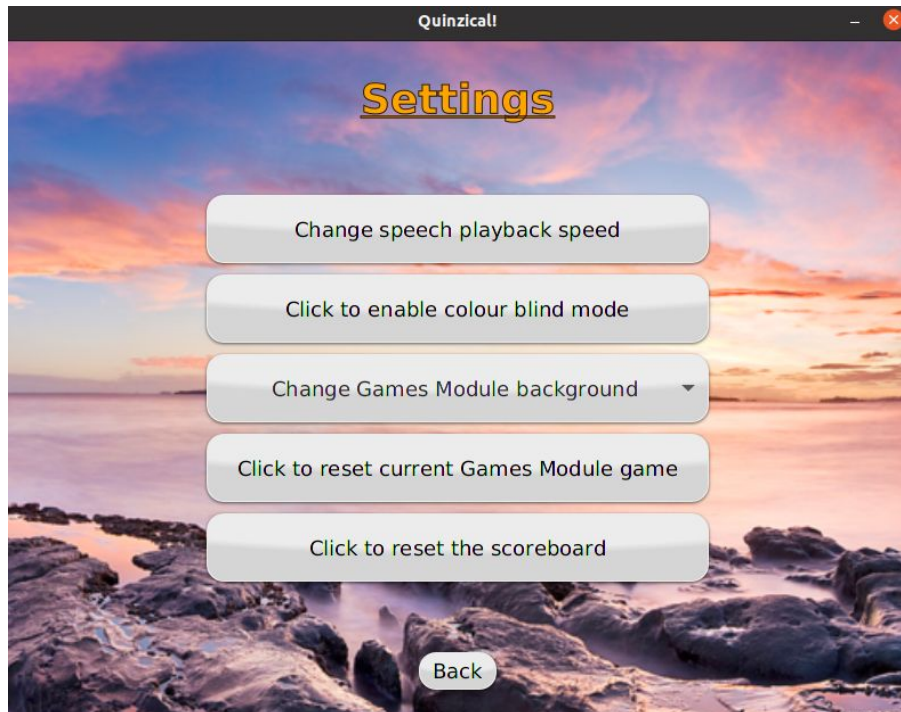 Quinzical!
Settings
Change speech playback speed
Click to enable colour blind mode
Change Games Module background
Click to reset current Games Module game
Click to reset the scoreboard
Back